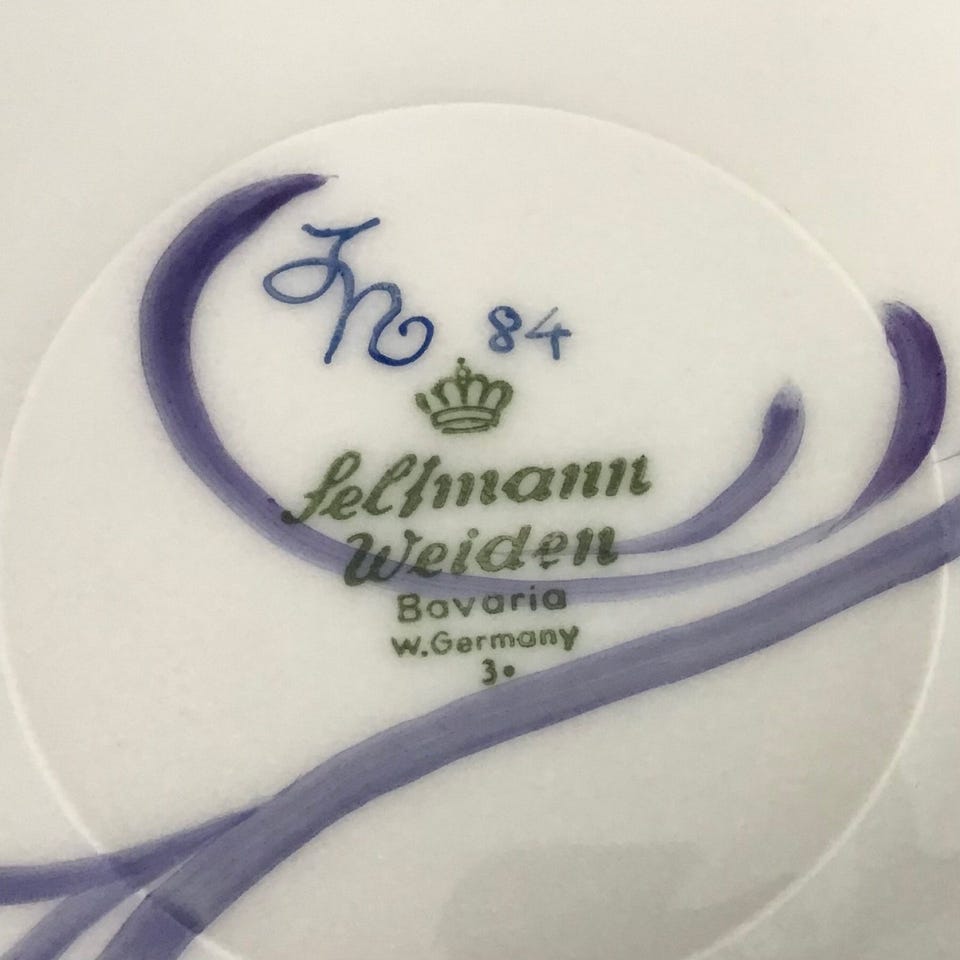 84
Seltmann
Weiden
Bavaria
W.Germany
3•